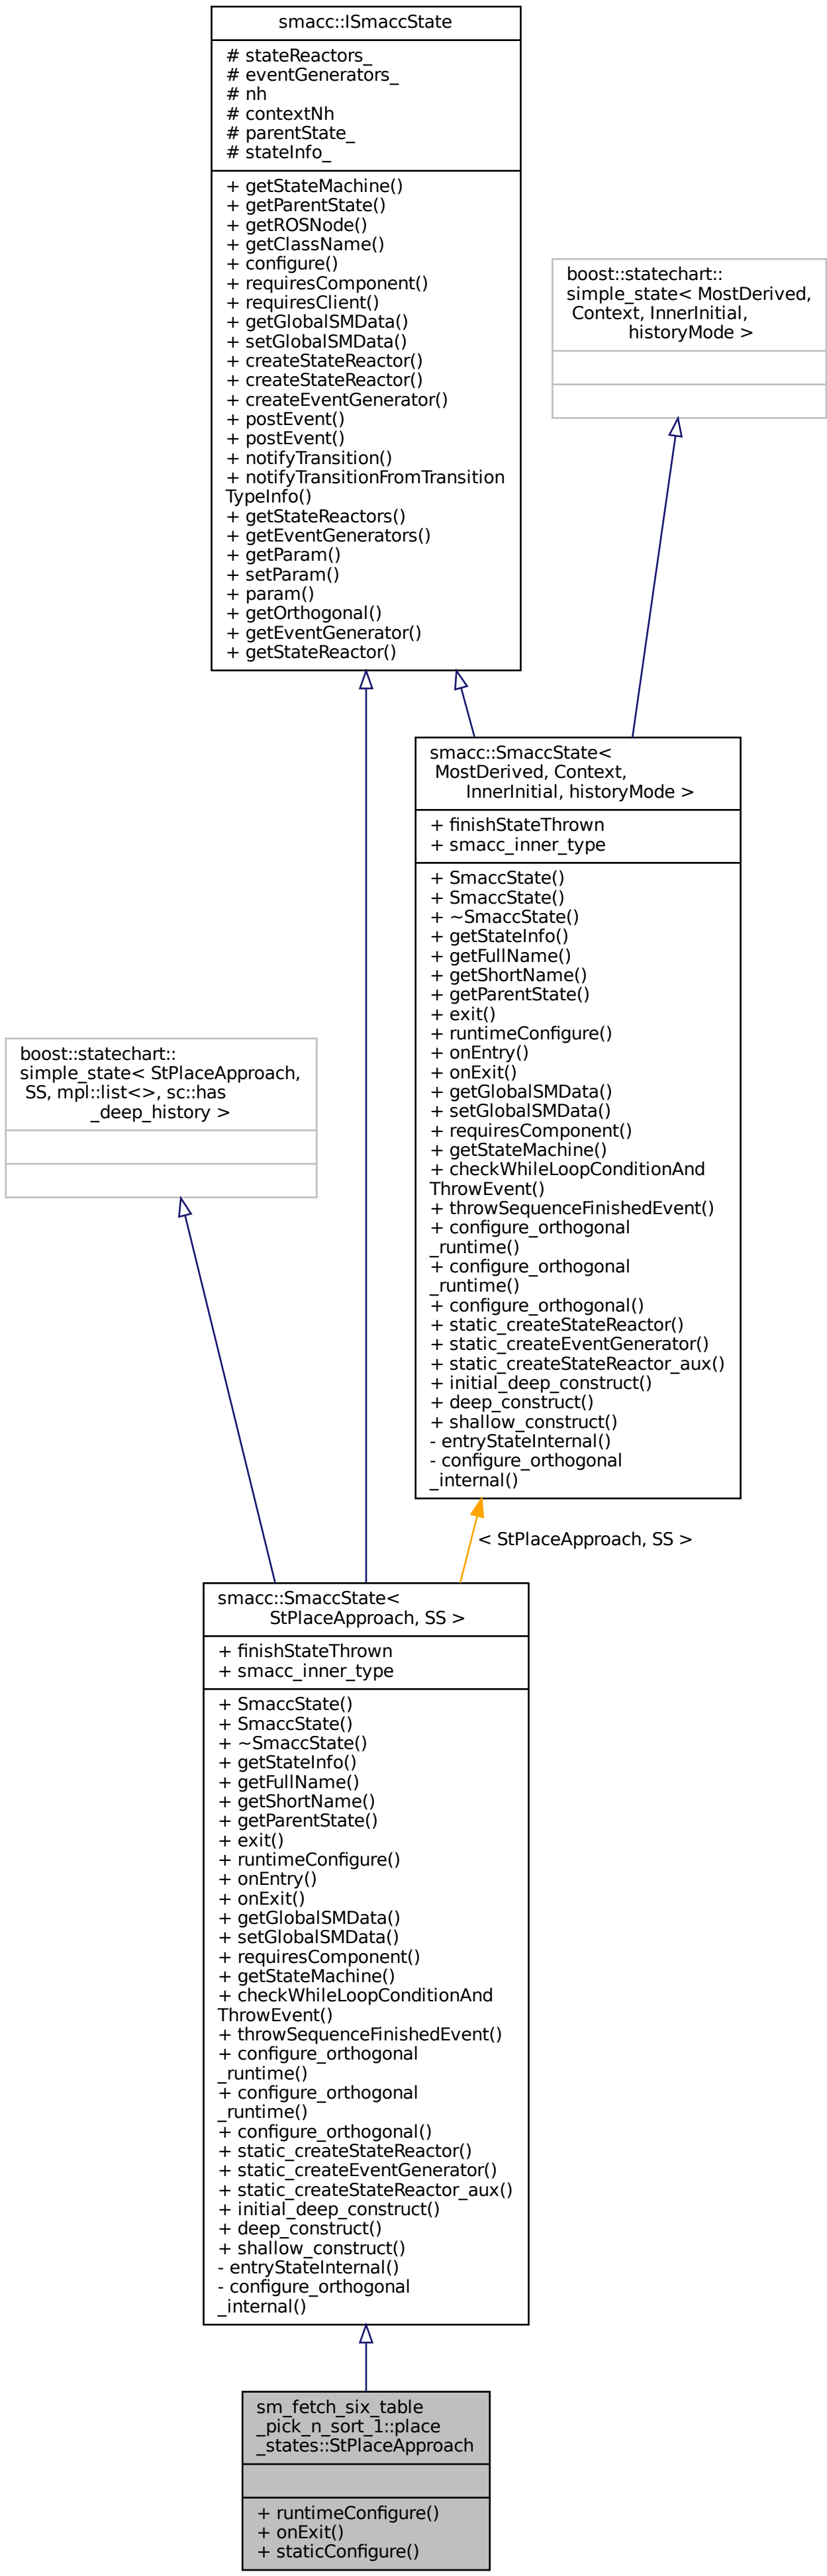 smacc::ISmaccState
# stateReactors_
# eventGenerators_
# nh
# contextNh
# parentState_
# stateInfo_
+ getStateMachine()
+ getParentState()
+ getROSNode()
+ getClassName()
+ configure()
+ requiresComponent()
+ requiresClient()
+ getGlobalSMData()
+ setGlobalSMData()
+ createStateReactor()
+ createStateReactor()
+ createEventGenerator()
+ postEvent()
+ postEvent()
+ notifyTransition()
+ notifyTransitionFromTransition
TypeInfo()
+ getStateReactors()
+ getEventGenerators()
+ getParam()
+ setParam()
+ param()
+ getOrthogonal()
+ getEventGenerator()
+ getStateReactor()
boost::statechart::
simple_state< MostDerived,
Context, InnerInitial,
historyMode >
smacc::SmaccState<
MostDerived, Context,
InnerInitial, historyMode >
+ finishStateThrown
+ smacc_inner_type
+ SmaccState()
+ SmaccState()
+ ~SmaccState()
+ getStateInfo()
+ getFullName()
+ getShortName()
+ getParentState()
+ exit()
+ runtimeConfigure()
+ onEntry()
+ onExit()
+ getGlobalSMData()
+ setGlobalSMData()
+ requiresComponent()
+ getStateMachine()
+ checkWhileLoopConditionAnd
ThrowEvent()
+ throwSequenceFinishedEvent()
+ configure_orthogonal
_runtime()
+ configure_orthogonal
_runtime()
+ configure_orthogonal()
+ static_createStateReactor()
+ static_createEventGenerator()
+ static_createStateReactor_aux()
+ initial_deep_construct()
+ deep_construct()
+ shallow_construct()
- entryStateInternal()
- configure_orthogonal
_internal()
boost::statechart::
simple_state< StPlaceApproach,
SS, mpl::list<>, sc::has
_deep_history >
< StPlaceApproach, SS >
smacc::SmaccState<
StPlaceApproach, SS >
+ finishStateThrown
+ smacc_inner_type
+ SmaccState()
+ SmaccState()
+ ~SmaccState()
+ getStateInfo()
+ getFullName()
+ getShortName()
+ getParentState()
+ exit()
+ runtimeConfigure()
+ onEntry()
+ onExit()
+ getGlobalSMData()
+ setGlobalSMData()
+ requiresComponent()
+ getStateMachine()
+ checkWhileLoopConditionAnd
ThrowEvent()
+ throwSequenceFinishedEvent()
+ configure_orthogonal
_runtime()
+ configure_orthogonal
_runtime()
+ configure_orthogonal()
+ static_createStateReactor()
+ static_createEventGenerator()
+ static_createStateReactor_aux()
+ initial_deep_construct()
+ deep_construct()
+ shallow_construct()
- entryStateInternal()
- configure_orthogonal
_internal()
sm_fetch_six_table
_pick_n_sort_1::place
_states::StPlaceApproach
+ runtimeConfigure()
+ onExit()
+ staticConfigure()